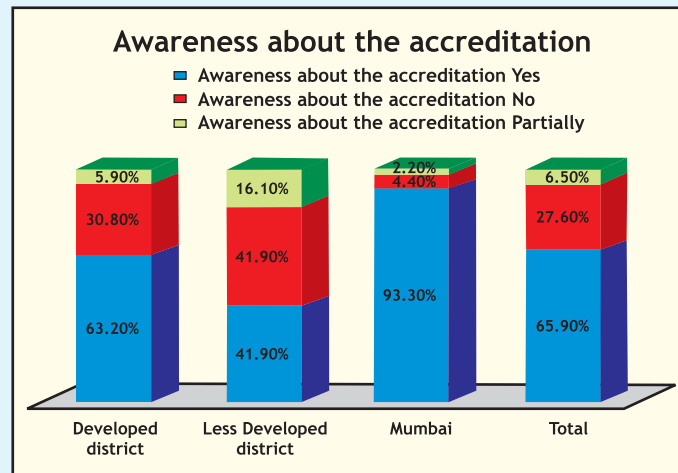 Awareness about the accreditation
Awareness about the accreditation Yes
Awareness about the accreditation No
Awareness about the accreditation Partially
5.90%
30.80%
63.20%
16.10%
41.90%
41.90%
2.20%
4.40%
93.30%
6.50%
27.60%
65.90%
Developed
district
Less Developed
district
Mumbai
Total